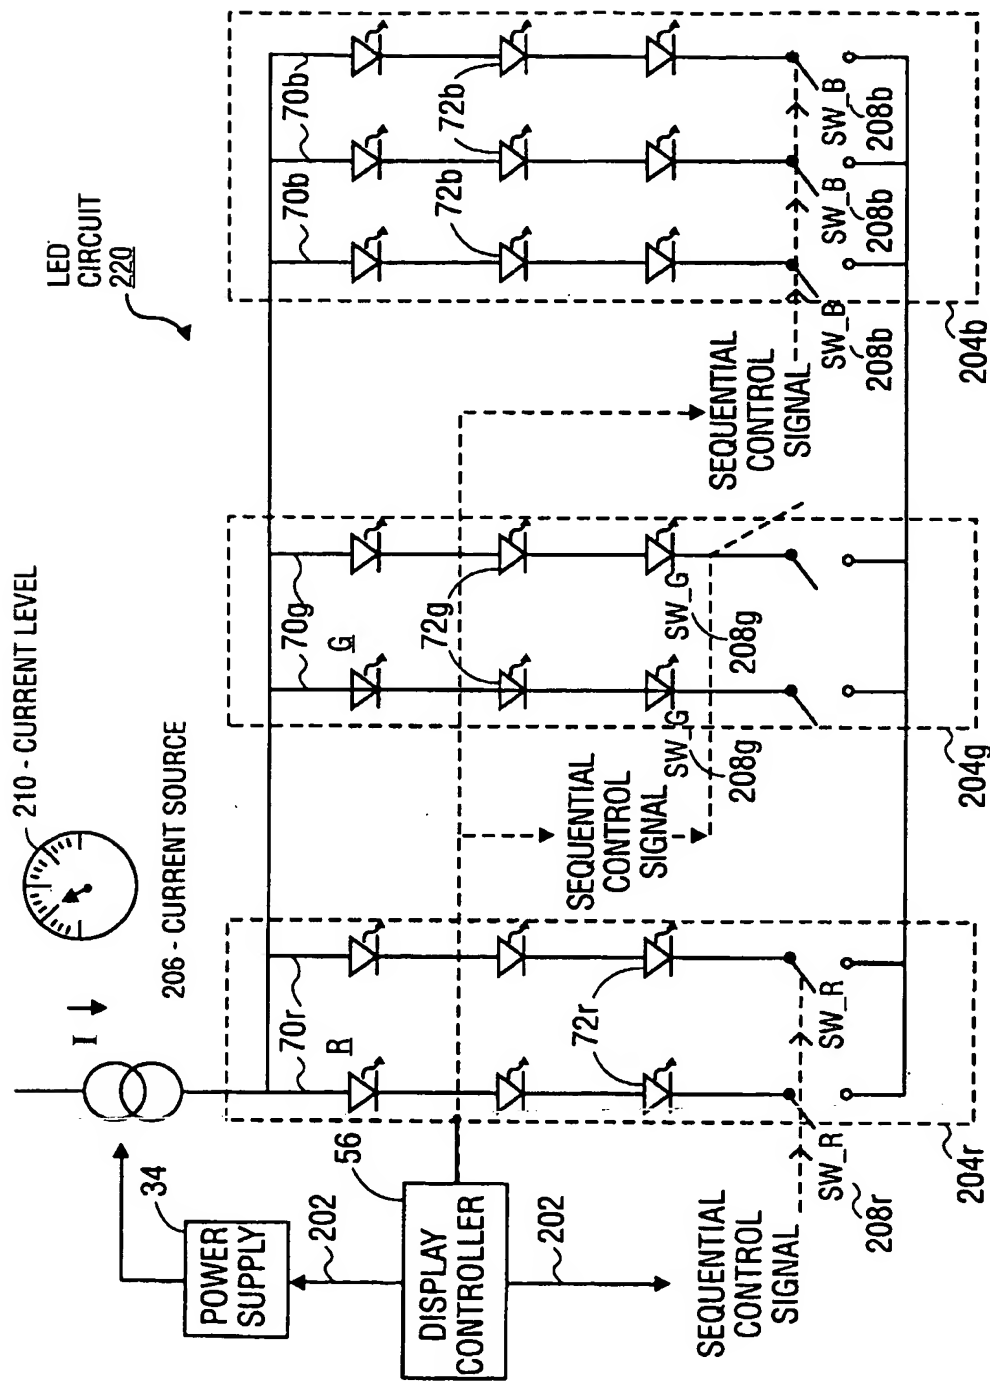 LED
CIRCUIT
220
210 - CURRENT LEVEL
206 - CURRENT SOURCE
I
34
POWER
SUPPLY
202
56
DISPLAY
CONTROLLER
202
SEQUENTIAL
CONTROL
SIGNAL
70r
R
72r
SW_R
208r
SW_R
204r
SEQUENTIAL
CONTROL
SIGNAL
70g
G
72g
SW_G
208g
SW_G
208g
204g
SEQUENTIAL
CONTROL
SIGNAL
70b
70b
72b
72b
SW_B
208b
SW_B
208b
SW_B
208b
204b